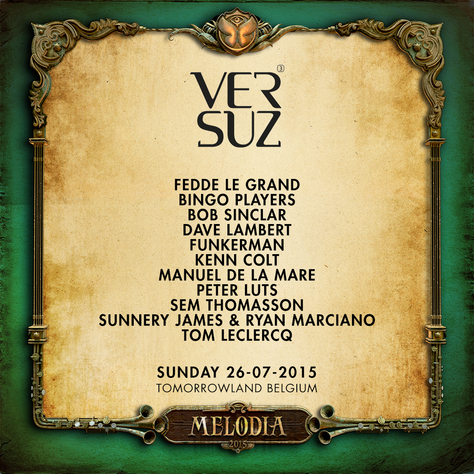 VER
SUZ
FEDDE LE GRAND
BINGO PLAYERS
BOB SINCLAR
DAVE LAMBERT
FUNKERMAN
KENN COLT
MANUEL DE LA MARE
PETER LUTS
SEM THOMASSON
SUNNERY JAMES & RYAN MARCIANO
TOM LECLERCQ
SUNDAY 26-07-2015
TOMORROWLAND BELGIUM
MELODIA
2015